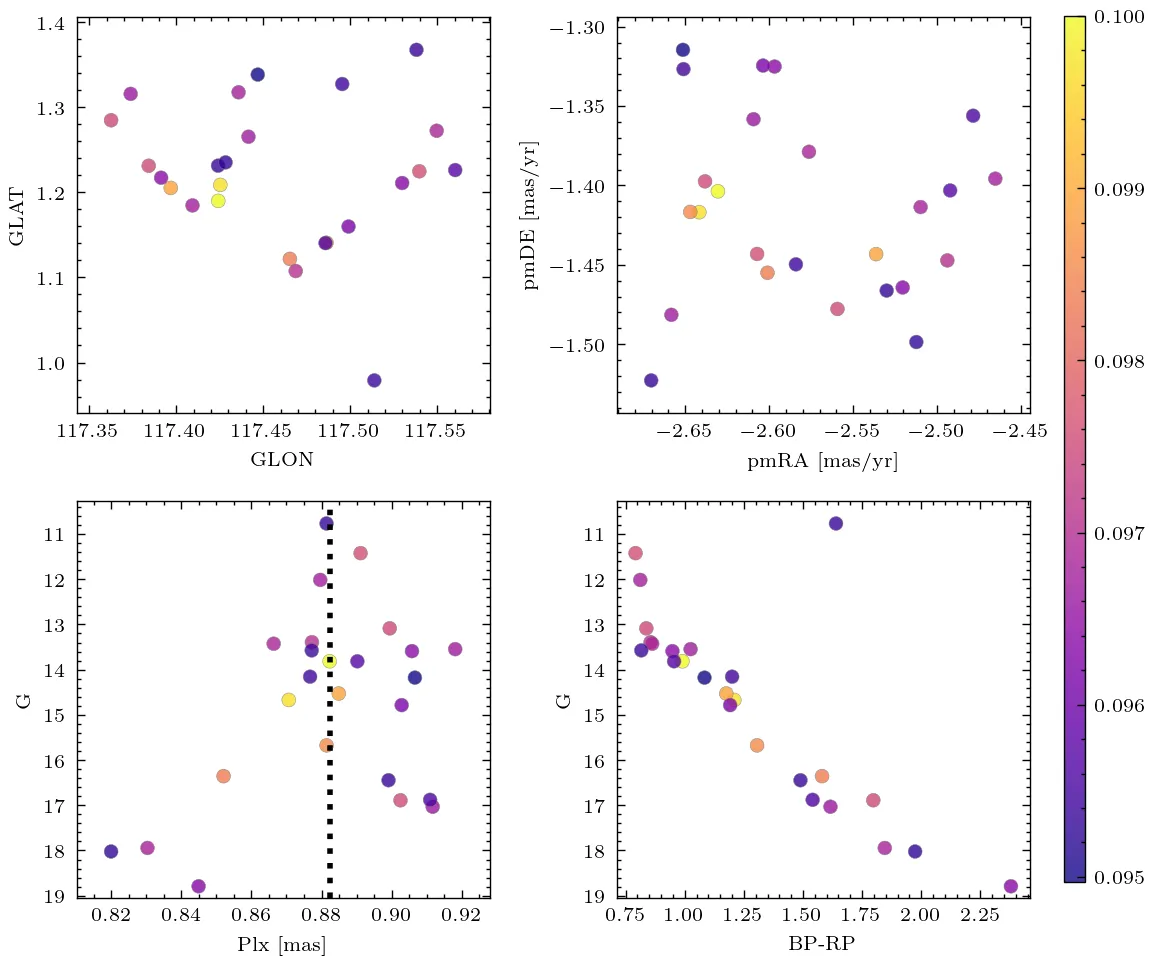 1.4
1.3
1.2
1.1
1.0
GLAT
117.35 117.40 117.45 117.50 117.55
GLON
−1.30
−1.35
−1.40
−1.45
−1.50
pmDE [mas/yr]
−2.65 −2.60 −2.55 −2.50 −2.45
pmRA [mas/yr]
11
12
13
14
15
16
17
18
19
G
0.82 0.84 0.86 0.88 0.90 0.92
Plx [mas]
11
12
13
14
15
16
17
18
19
G
0.75 1.00 1.25 1.50 1.75 2.00 2.25
BP-RP
0.100
0.099
0.098
0.097
0.096
0.095